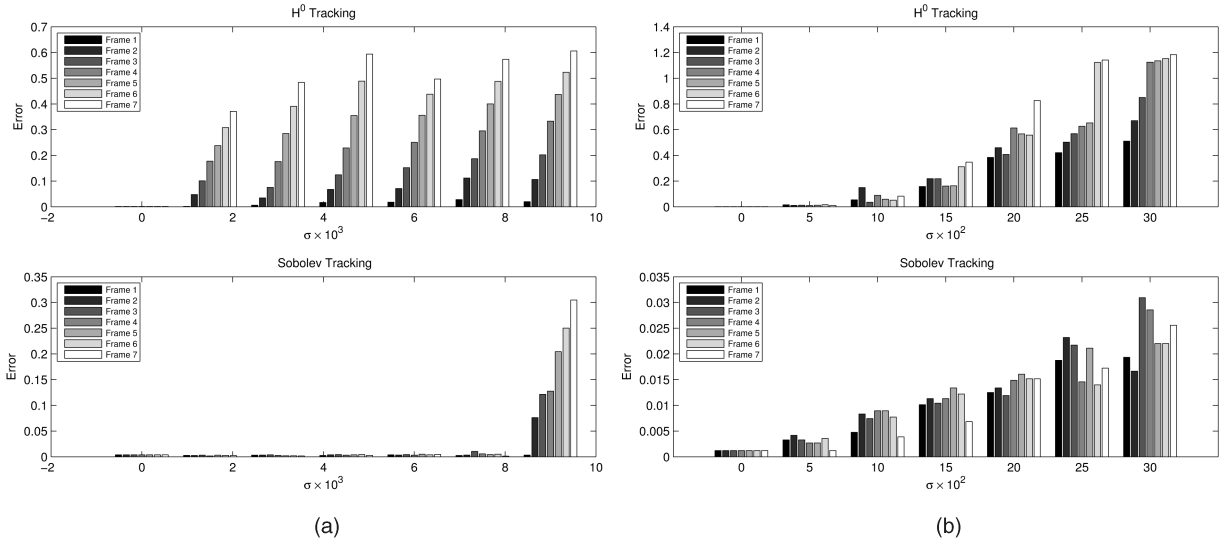 H⁰ Tracking
0.7
0.6
0.5
0.4
0.3
0.2
0.1
0
Error
Frame 1
Frame 2
Frame 3
Frame 4
Frame 5
Frame 6
Frame 7
−2 0 2 4 6 8 10
σ × 10³
Sobolev Tracking
0.35
0.3
0.25
0.2
0.15
0.1
0.05
0
Error
Frame 1
Frame 2
Frame 3
Frame 4
Frame 5
Frame 6
Frame 7
−2 0 2 4 6 8 10
σ × 10³
(a)
H⁰ Tracking
1.4
1.2
1
0.8
0.6
0.4
0.2
0
Error
Frame 1
Frame 2
Frame 3
Frame 4
Frame 5
Frame 6
Frame 7
0 5 10 15 20 25 30
σ × 10²
Sobolev Tracking
0.035
0.03
0.025
0.02
0.015
0.01
0.005
0
Error
Frame 1
Frame 2
Frame 3
Frame 4
Frame 5
Frame 6
Frame 7
0 5 10 15 20 25 30
σ × 10²
(b)